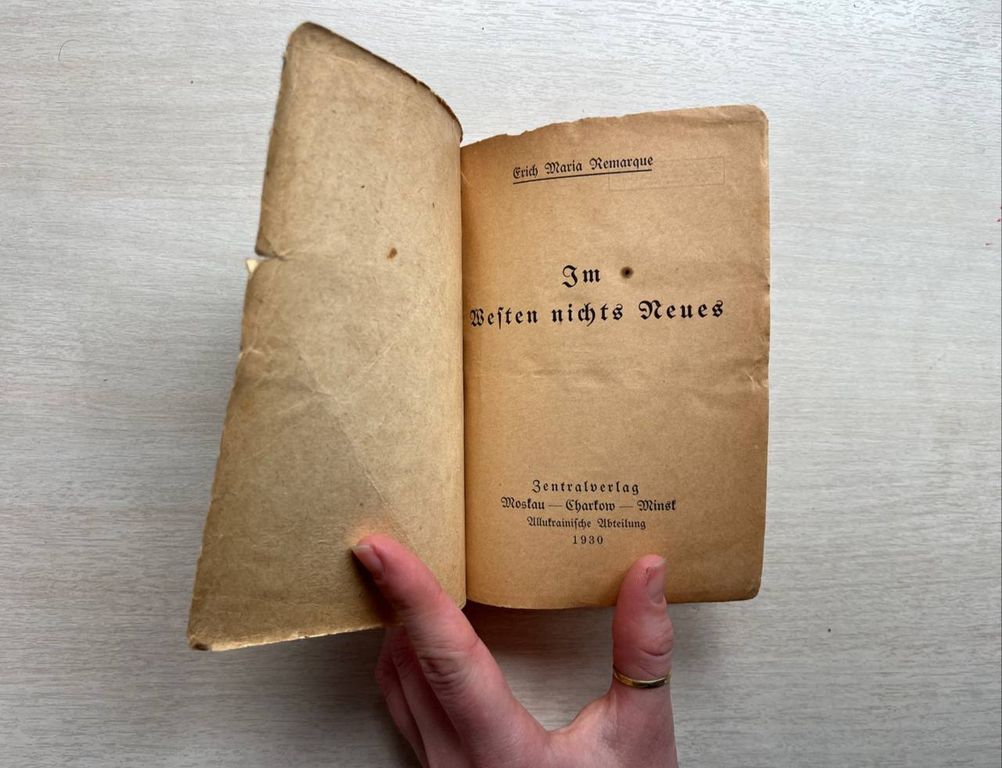 Erich Maria Remarque
Im
Weſten nichts Neues
Zentralverlag
Moskau — Charkow — Minsk
Allukrainiſche Abteilung
1930